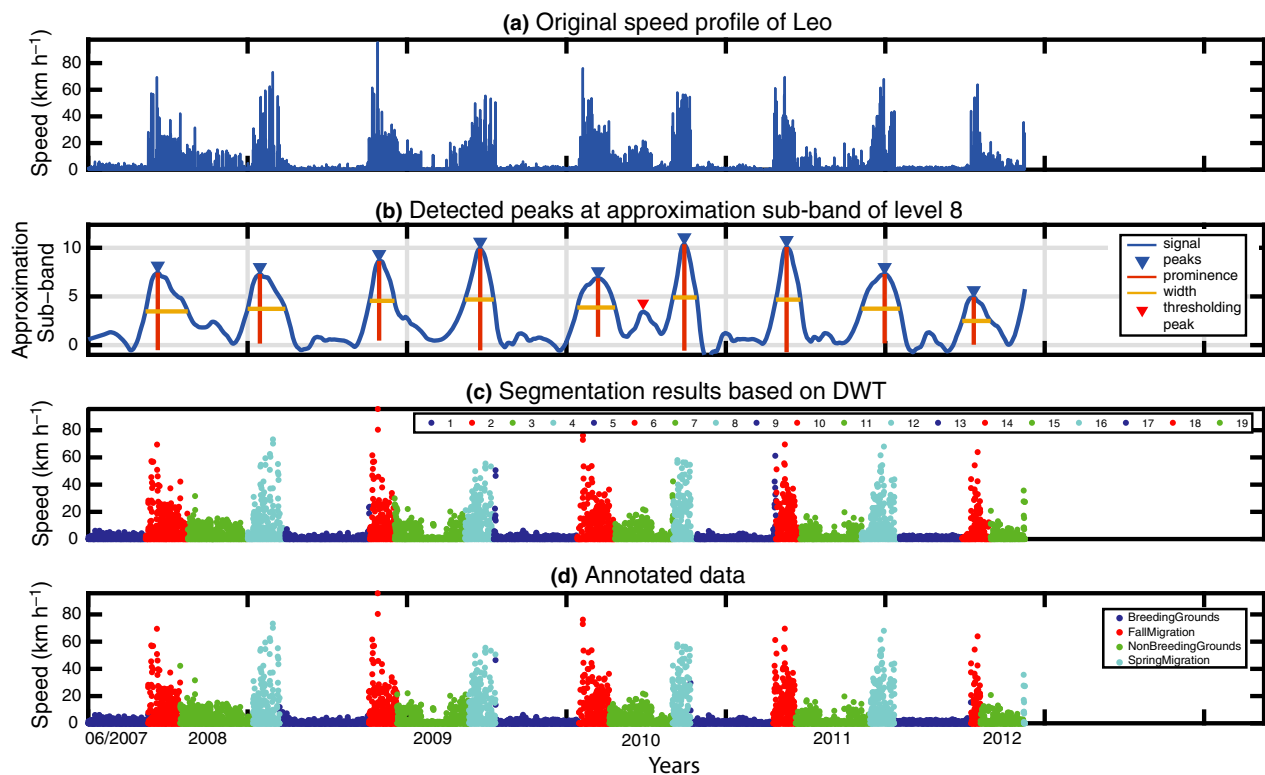 (a) Original speed profile of Leo
Speed (km h⁻¹)
80
60
40
20
0
(b) Detected peaks at approximation sub-band of level 8
Approximation
Sub−band
10
5
0
signal
peaks
prominence
width
thresholding
peak
(c) Segmentation results based on DWT
Speed (km h⁻¹)
80
60
40
20
0
1 2 3 4 5 6 7 8 9 10 11 12 13 14 15 16 17 18 19
(d) Annotated data
Speed (km h⁻¹)
80
60
40
20
0
BreedingGrounds
FallMigration
NonBreedingGrounds
SpringMigration
06/2007 2008 2009 2010 2011 2012
Years